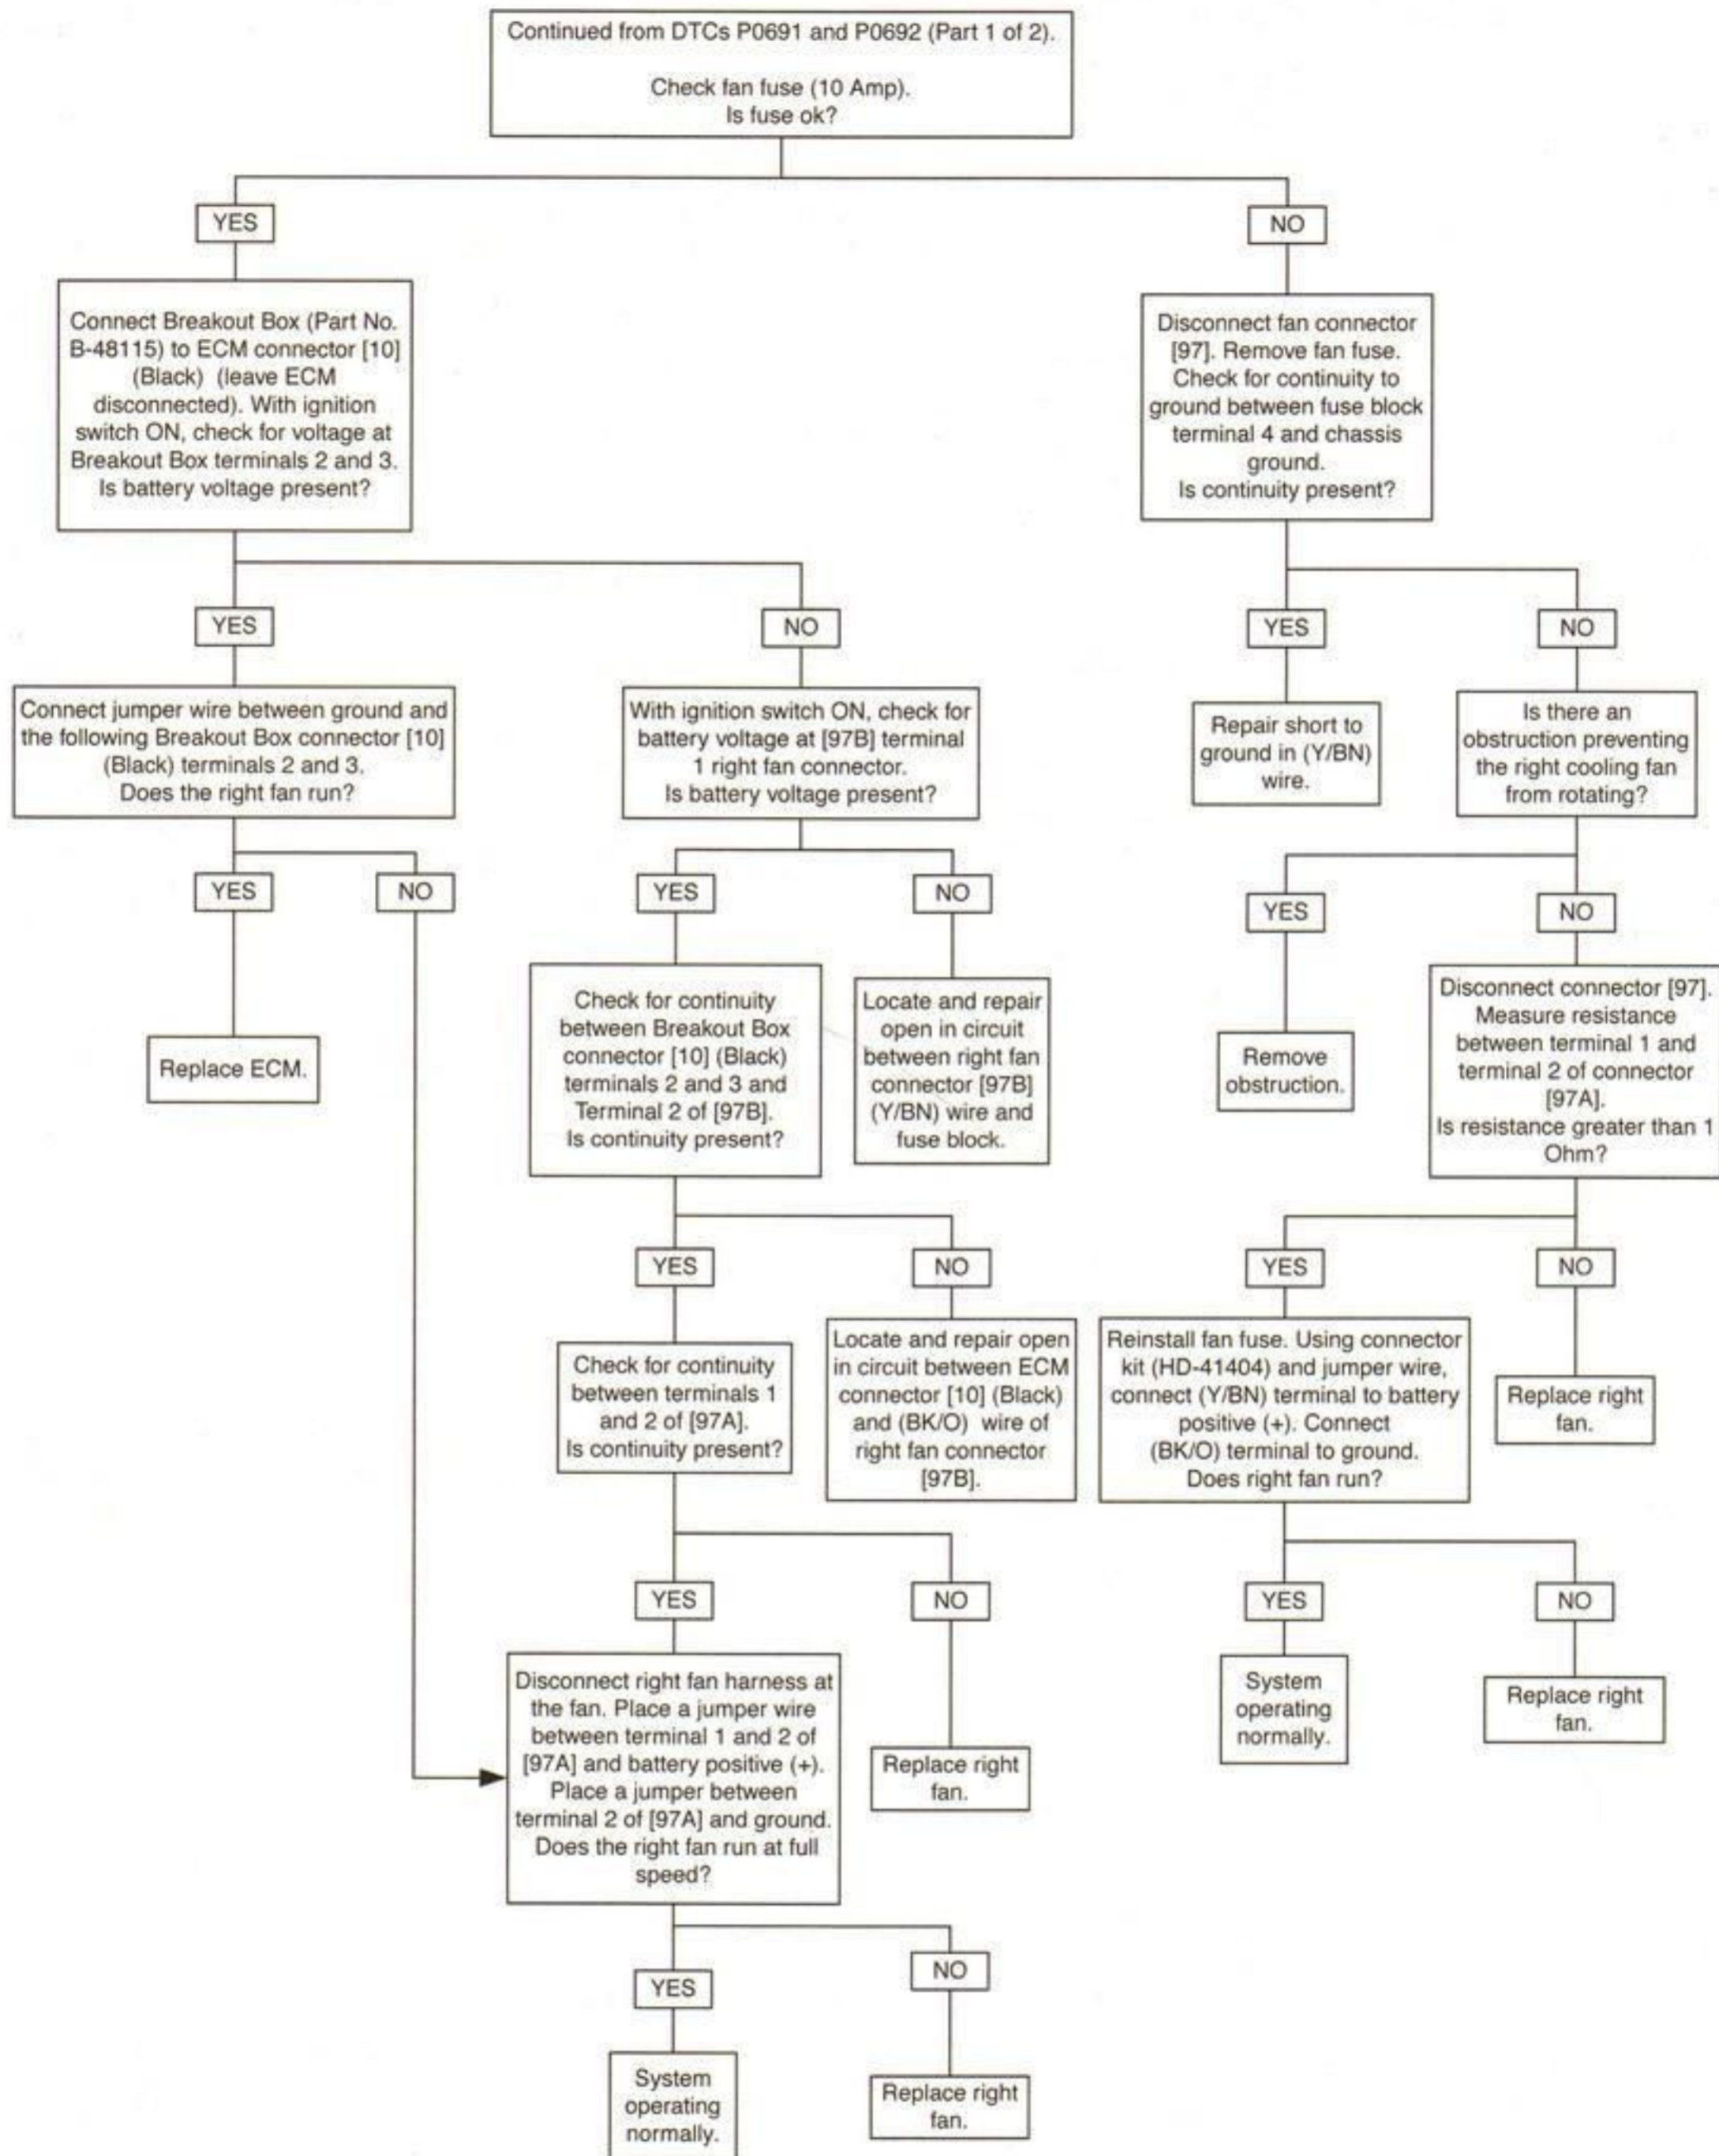 Continued from DTCs P0691 and P0692 (Part 1 of 2).
Check fan fuse (10 Amp).
Is fuse ok?
YES
NO
Connect Breakout Box (Part No.
B-48115) to ECM connector [10]
(Black) (leave ECM
disconnected). With ignition
switch ON, check for voltage at
Breakout Box terminals 2 and 3.
Is battery voltage present?
Disconnect fan connector
[97]. Remove fan fuse.
Check for continuity to
ground between fuse block
terminal 4 and chassis
ground.
Is continuity present?
YES
NO
YES
NO
Connect jumper wire between ground and
the following Breakout Box connector [10]
(Black) terminals 2 and 3.
Does the right fan run?
With ignition switch ON, check for
battery voltage at [97B] terminal
1 right fan connector.
Is battery voltage present?
Repair short to
ground in (Y/BN)
wire.
Is there an
obstruction preventing
the right cooling fan
from rotating?
YES
NO
YES
NO
YES
NO
Replace ECM.
Check for continuity
between Breakout Box
connector [10] (Black)
terminals 2 and 3 and
Terminal 2 of [97B].
Is continuity present?
Locate and repair
open in circuit
between right fan
connector [97B]
(Y/BN) wire and
fuse block.
Remove
obstruction.
Disconnect connector [97].
Measure resistance
between terminal 1 and
terminal 2 of connector
[97A].
Is resistance greater than 1
Ohm?
YES
NO
YES
NO
Check for continuity
between terminals 1
and 2 of [97A].
Is continuity present?
Locate and repair open
in circuit between ECM
connector [10] (Black)
and (BK/O) wire of
right fan connector
[97B].
Reinstall fan fuse. Using connector
kit (HD-41404) and jumper wire,
connect (Y/BN) terminal to battery
positive (+). Connect
(BK/O) terminal to ground.
Does right fan run?
Replace right
fan.
YES
NO
YES
NO
Disconnect right fan harness at
the fan. Place a jumper wire
between terminal 1 and 2 of
[97A] and battery positive (+).
Place a jumper between
terminal 2 of [97A] and ground.
Does the right fan run at full
speed?
Replace right
fan.
System
operating
normally.
Replace right
fan.
YES
NO
System
operating
normally.
Replace right
fan.